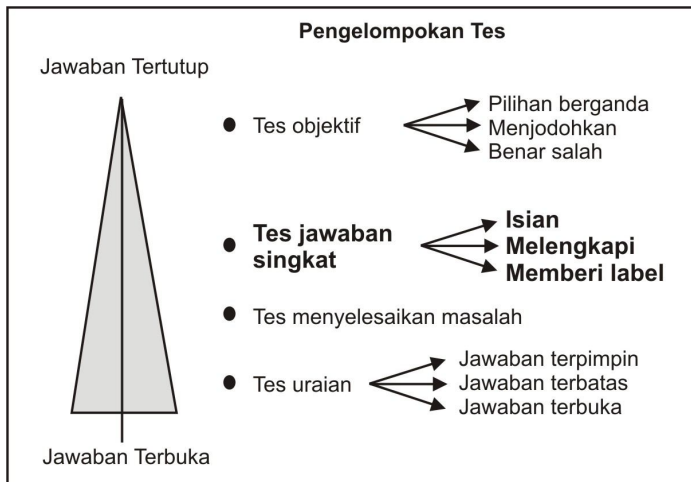 Pengelompokan Tes
Jawaban Tertutup
Tes objektif
Pilihan berganda
Menjodohkan
Benar salah
Tes jawaban
singkat
Isian
Melengkapi
Memberi label
Tes menyelesaikan masalah
Tes uraian
Jawaban terpimpin
Jawaban terbatas
Jawaban terbuka
Jawaban Terbuka